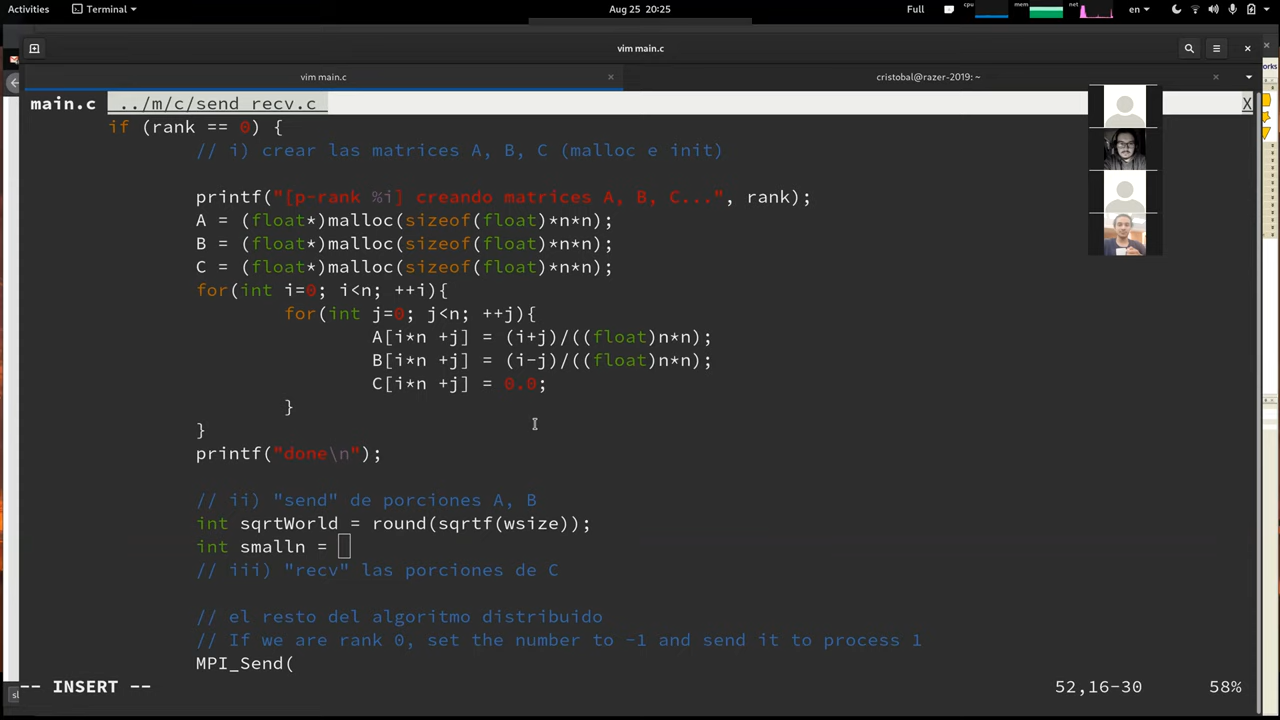 Activities Terminal Aug 25 20:25 Full cpu mem net en
vim main.c
vim main.c cristobal@razer-2019: ~
main.c ../m/c/send_recv.c X
if (rank == 0) {
// i) crear las matrices A, B, C (malloc e init)
printf("[p-rank %i] creando matrices A, B, C...", rank);
A = (float*)malloc(sizeof(float)*n*n);
B = (float*)malloc(sizeof(float)*n*n);
C = (float*)malloc(sizeof(float)*n*n);
for(int i=0; i<n; ++i){
for(int j=0; j<n; ++j){
A[i*n +j] = (i+j)/((float)n*n);
B[i*n +j] = (i-j)/((float)n*n);
C[i*n +j] = 0.0;
}
}
printf("done\n");
// ii) "send" de porciones A, B
int sqrtWorld = round(sqrtf(wsize));
int smalln =
// iii) "recv" las porciones de C
// el resto del algoritmo distribuido
// If we are rank 0, set the number to -1 and send it to process 1
MPI_Send(
-- INSERT -- 52,16-30 58%